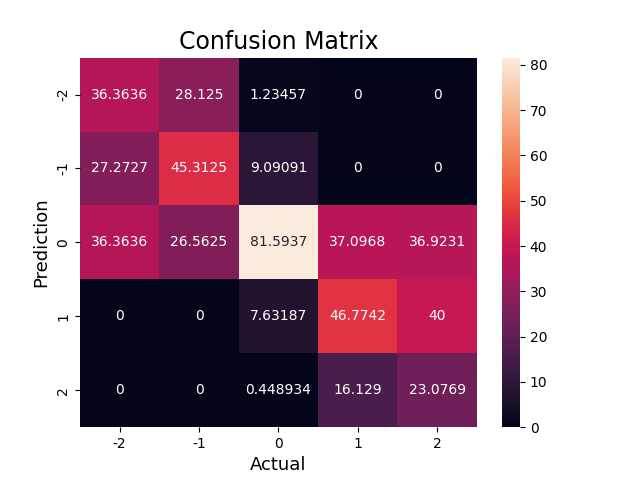 Confusion Matrix
Prediction
-2
36.3636 28.125 1.23457 0 0
-1
27.2727 45.3125 9.09091 0 0
0
36.3636 26.5625 81.5937 37.0968 36.9231
1
0 0 7.63187 46.7742 40
2
0 0 0.448934 16.129 23.0769
-2 -1 0 1 2
Actual
80
70
60
50
40
30
20
10
0